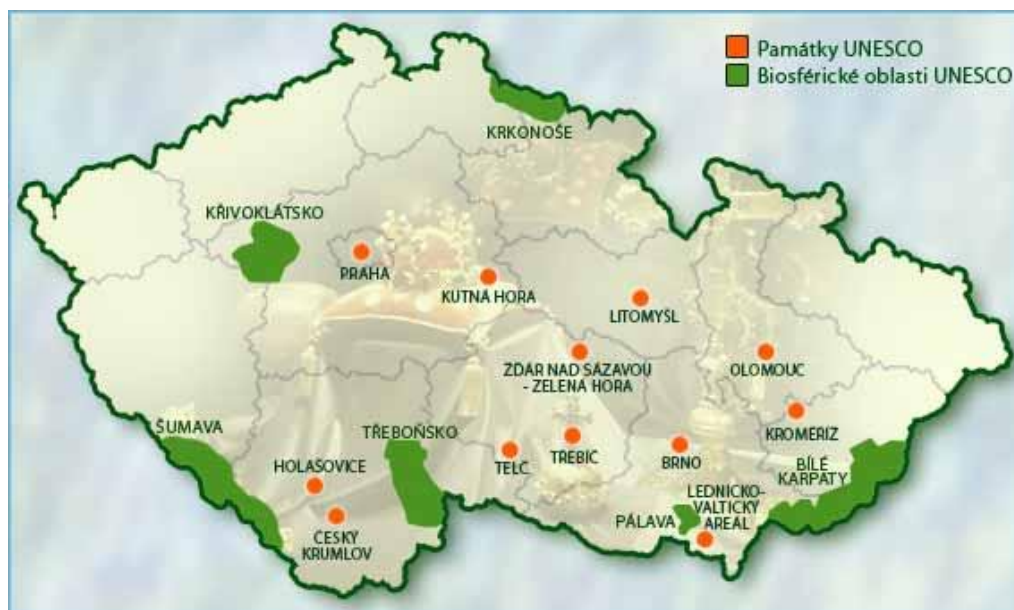 Památky UNESCO
Biosférické oblasti UNESCO
KRKONOŠE
KŘIVOKLÁTSKO
PRAHA
KUTNÁ HORA
LITOMYŠL
ŽĎÁR NAD SÁZAVOU
- ZELENÁ HORA
OLOMOUC
KROMERIZ
ŠUMAVA
TŘEBOŇSKO
HOLAŠOVICE
TELČ
TŘEBÍČ
BRNO
BÍLÉ
KARPATY
LEDNICKO-
VALTICKÝ
AREÁL
PÁLAVA
ČESKÝ
KRUMLOV